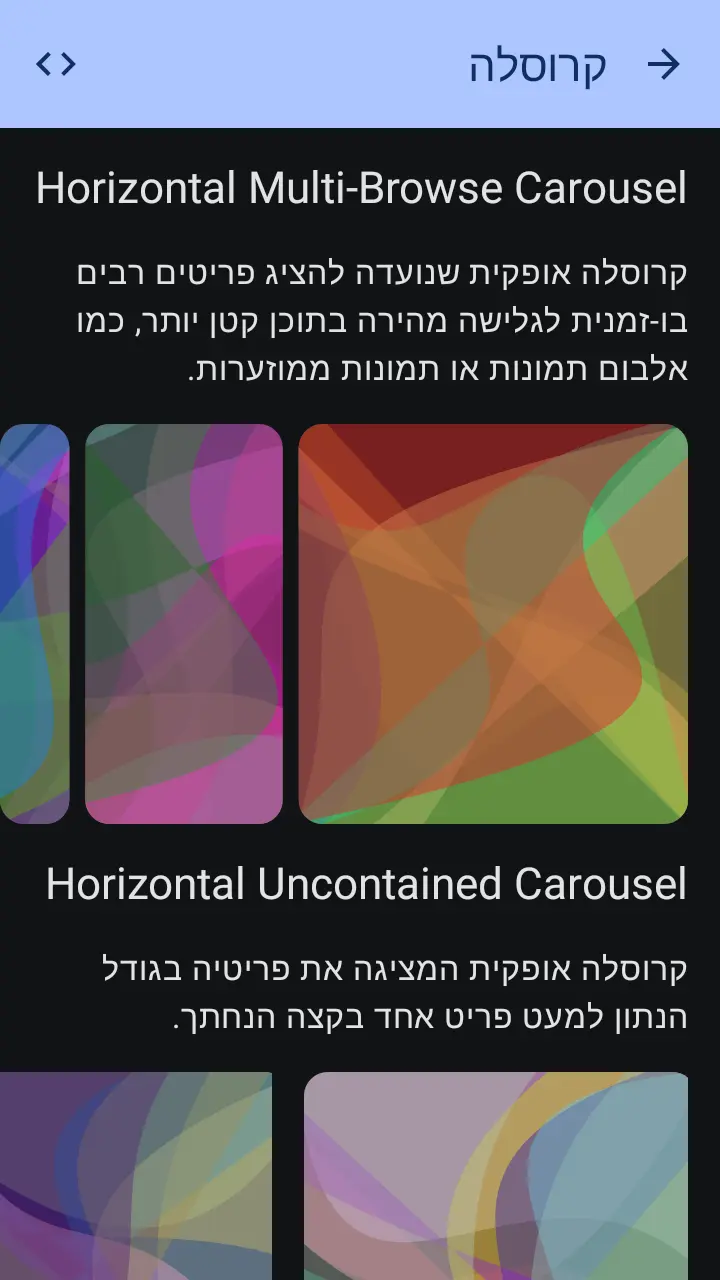 קרוסלה
Horizontal Multi-Browse Carousel
קרוסלה אופקית שנועדה להציג פריטים רבים
בו-זמנית לגלישה מהירה בתוכן קטן יותר, כמו
אלבום תמונות או תמונות ממוזערות.
Horizontal Uncontained Carousel
קרוסלה אופקית המציגה את פריטיה בגודל
הנתון למעט פריט אחד בקצה הנחתך.